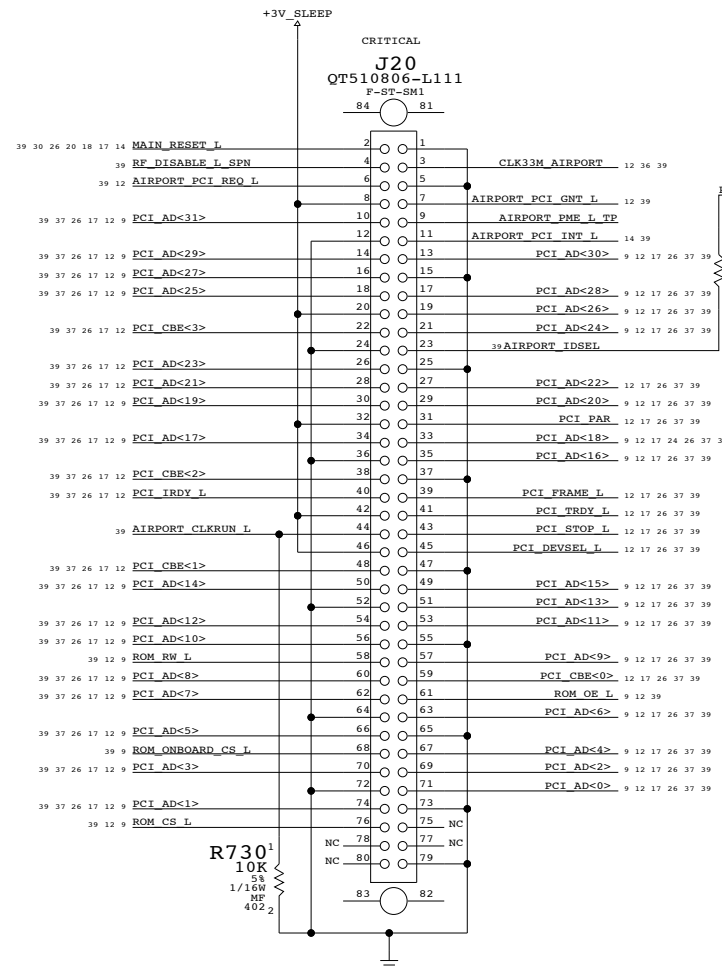 +3V_SLEEP
CRITICAL
J20
QT510806-L111
F-ST-SM1
84 81
39 30 26 20 18 17 14 MAIN_RESET_L 2 1
39 RF_DISABLE_L_SPN 4 3 CLK33M_AIRPORT 12 36 39
39 12 AIRPORT_PCI_REQ_L 6 5
8 7 AIRPORT_PCI_GNT_L 12 39
39 37 26 17 12 9 PCI_AD<31> 10 9 AIRPORT_PME_L_TP
12 11 AIRPORT_PCI_INT_L 14 39
39 37 26 17 12 9 PCI_AD<29> 14 13 PCI_AD<30> 9 12 17 26 37 39
39 37 26 17 12 9 PCI_AD<27> 16 15
39 37 26 17 12 9 PCI_AD<25> 18 17 PCI_AD<28> 9 12 17 26 37 39
20 19 PCI_AD<26> 9 12 17 26 37 39
39 37 26 17 12 PCI_CBE<3> 22 21 PCI_AD<24> 9 12 17 26 37 39
24 23 39 AIRPORT_IDSEL
39 37 26 17 12 PCI_AD<23> 26 25
39 37 26 17 12 PCI_AD<21> 28 27 PCI_AD<22> 12 17 26 37 39
39 37 26 17 12 9 PCI_AD<19> 30 29 PCI_AD<20> 9 12 17 26 37 39
32 31 PCI_PAR 12 17 26 37 39
39 37 26 17 12 9 PCI_AD<17> 34 33 PCI_AD<18> 9 12 17 24 26 37 3
36 35 PCI_AD<16> 9 12 17 26 37 39
39 37 26 17 12 PCI_CBE<2> 38 37
39 37 26 17 12 PCI_IRDY_L 40 39 PCI_FRAME_L 12 17 26 37 39
42 41 PCI_TRDY_L 12 17 26 37 39
39 AIRPORT_CLKRUN_L 44 43 PCI_STOP_L 12 17 26 37 39
46 45 PCI_DEVSEL_L 12 17 26 37 39
39 37 26 17 12 PCI_CBE<1> 48 47
39 37 26 17 12 9 PCI_AD<14> 50 49 PCI_AD<15> 9 12 17 26 37 39
52 51 PCI_AD<13> 9 12 17 26 37 39
39 37 26 17 12 9 PCI_AD<12> 54 53 PCI_AD<11> 9 12 17 26 37 39
39 37 26 17 12 9 PCI_AD<10> 56 55
39 12 9 ROM_RW_L 58 57 PCI_AD<9> 9 12 17 26 37 39
39 37 26 17 12 9 PCI_AD<8> 60 59 PCI_CBE<0> 12 17 26 37 39
39 37 26 17 12 9 PCI_AD<7> 62 61 ROM_OE_L 9 12 39
64 63 PCI_AD<6> 9 12 17 26 37 39
39 37 26 17 12 9 PCI_AD<5> 66 65
39 9 ROM_ONBOARD_CS_L 68 67 PCI_AD<4> 9 12 17 26 37 39
39 37 26 17 12 9 PCI_AD<3> 70 69 PCI_AD<2> 9 12 17 26 37 39
72 71 PCI_AD<0> 9 12 17 26 37 39
39 37 26 17 12 9 PCI_AD<1> 74 73
39 12 9 ROM_CS_L 76 75 NC
NC 78 77 NC
NC 80 79
R730 1
10K
5%
1/16W
MF
402 2
83 82